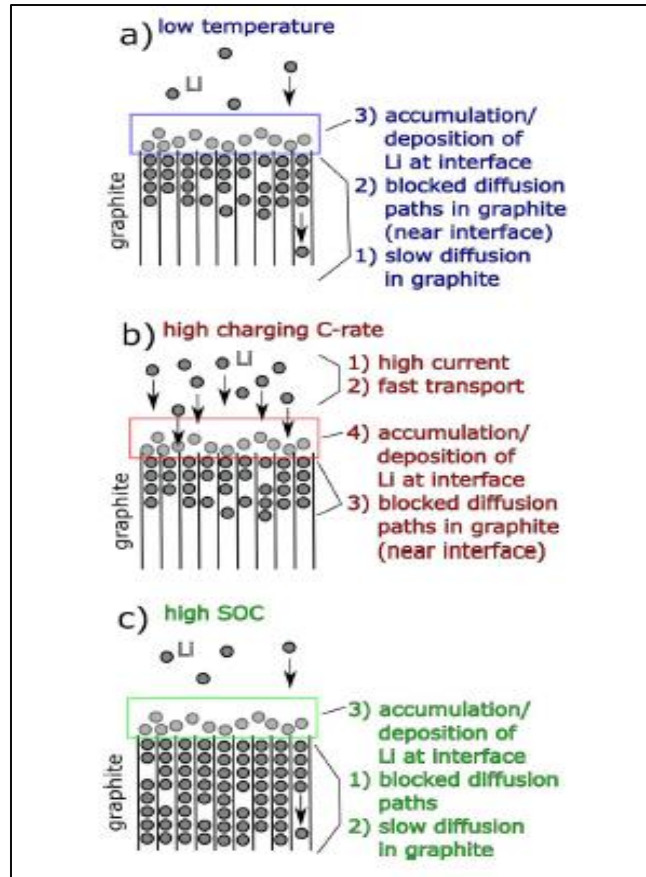 a) low temperature
Li
graphite
3) accumulation/
deposition of
Li at interface
2) blocked diffusion
paths in graphite
(near interface)
1) slow diffusion
in graphite
b) high charging C-rate
Li
graphite
1) high current
2) fast transport
4) accumulation/
deposition of
Li at interface
3) blocked diffusion
paths in graphite
(near interface)
c) high SOC
Li
graphite
3) accumulation/
deposition of
Li at interface
1) blocked diffusion
paths
2) slow diffusion
in graphite